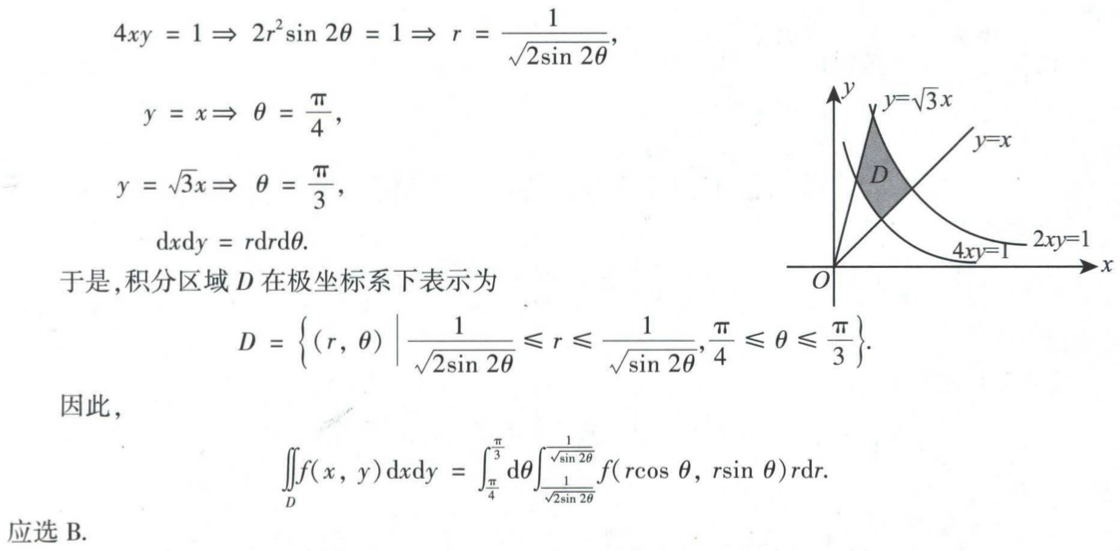 4xy = 1 ⇒ 2r²sin 2θ = 1 ⇒ r = 1/√(2sin 2θ),
y = x ⇒ θ = π/4,
y = √3x ⇒ θ = π/3,
dxdy = rdrdθ.
y
y=√3x
y=x
D
2xy=1
4xy=1
O
x
于是,积分区域 D 在极坐标系下表示为
D = {(r, θ) | 1/√(2sin 2θ) ≤ r ≤ 1/√(sin 2θ), π/4 ≤ θ ≤ π/3}.
因此,
∬_D f(x, y)dxdy = ∫_{π/4}^{π/3} dθ ∫_{1/√(2sin 2θ)}^{1/√(sin 2θ)} f(rcos θ, rsin θ)rdr.
应选 B.